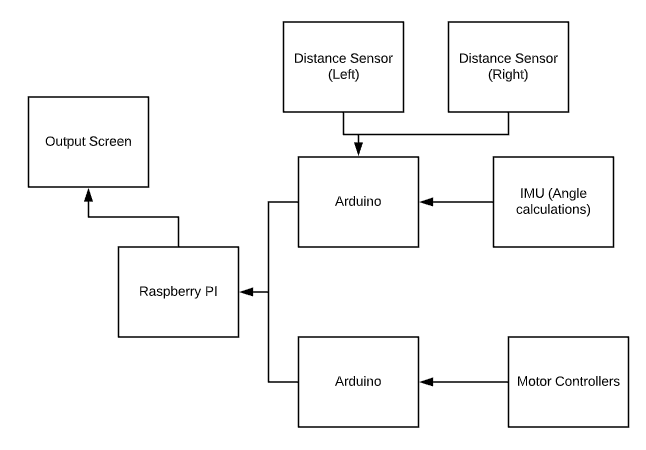 Distance Sensor
(Left)
Distance Sensor
(Right)
Output Screen
Arduino
IMU (Angle
calculations)
Raspberry PI
Arduino
Motor Controllers